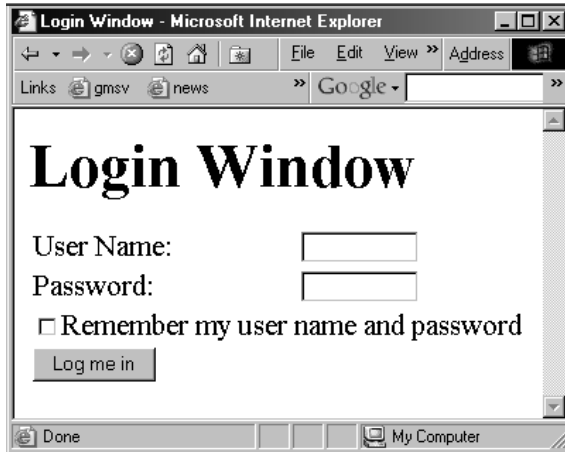 Login Window - Microsoft Internet Explorer
File Edit View » Address
Links gmsv news » Google »
Login Window
User Name:
Password:
Remember my user name and password
Log me in
Done My Computer